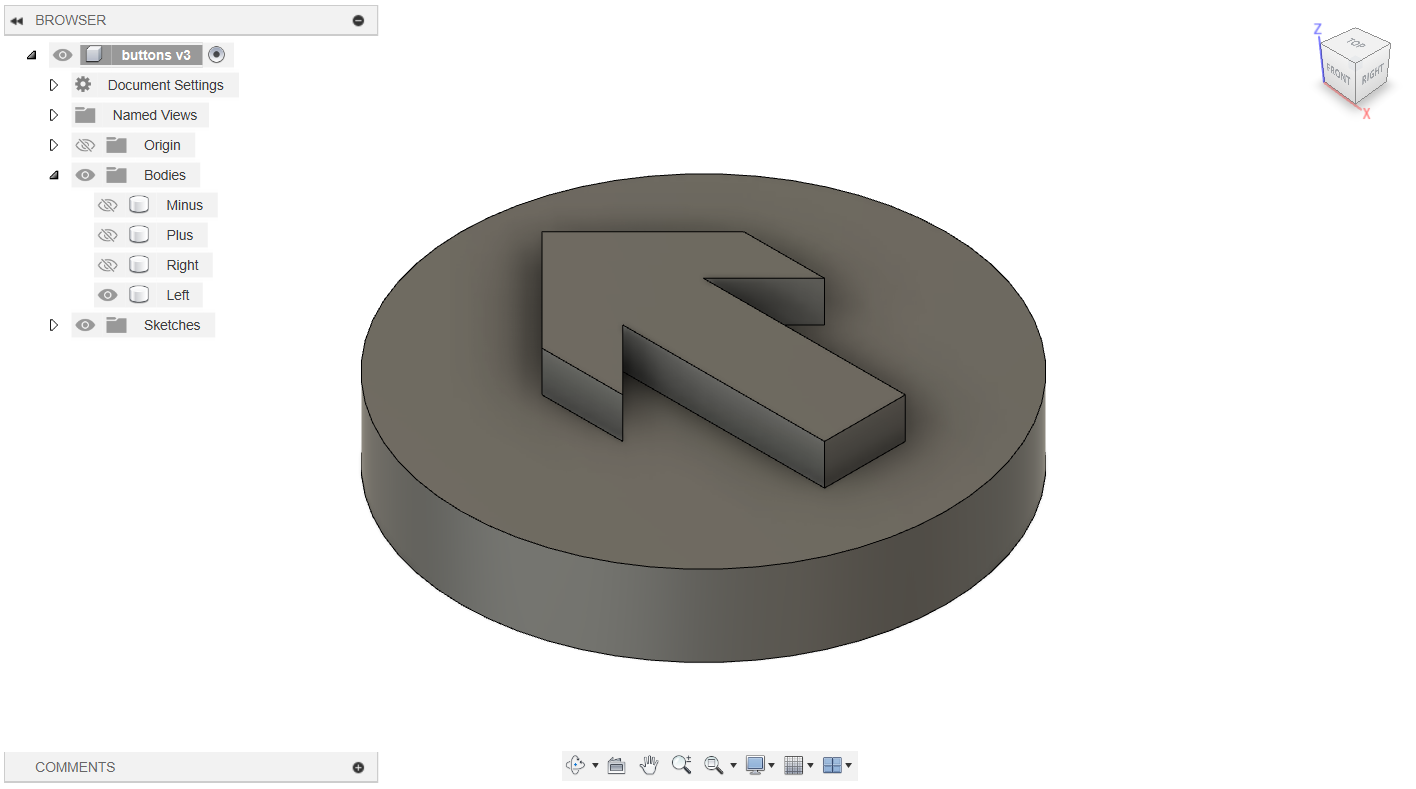 BROWSER
buttons v3
Document Settings
Named Views
Origin
Bodies
Minus
Plus
Right
Left
Sketches
Z
TOP
FRONT
RIGHT
X
COMMENTS